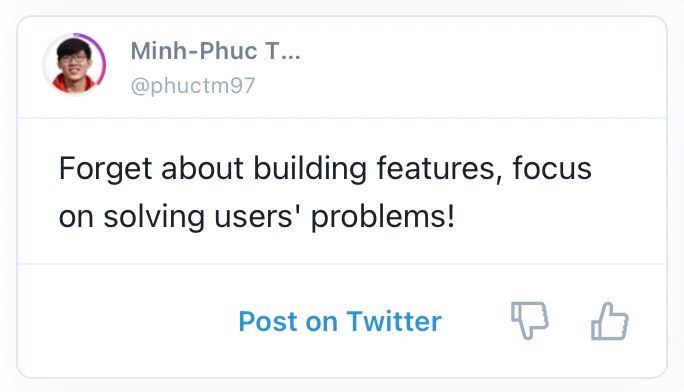 Minh-Phuc T...
@phuctm97
Forget about building features, focus
on solving users' problems!
Post on Twitter